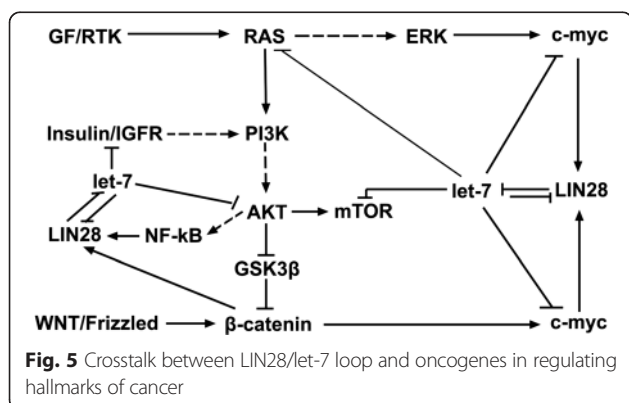 GF/RTK RAS ERK c-myc
Insulin/IGFR PI3K
let-7 let-7 LIN28
AKT mTOR
LIN28 NF-kB
GSK3β
WNT/Frizzled β-catenin c-myc
Fig. 5 Crosstalk between LIN28/let-7 loop and oncogenes in regulating
hallmarks of cancer